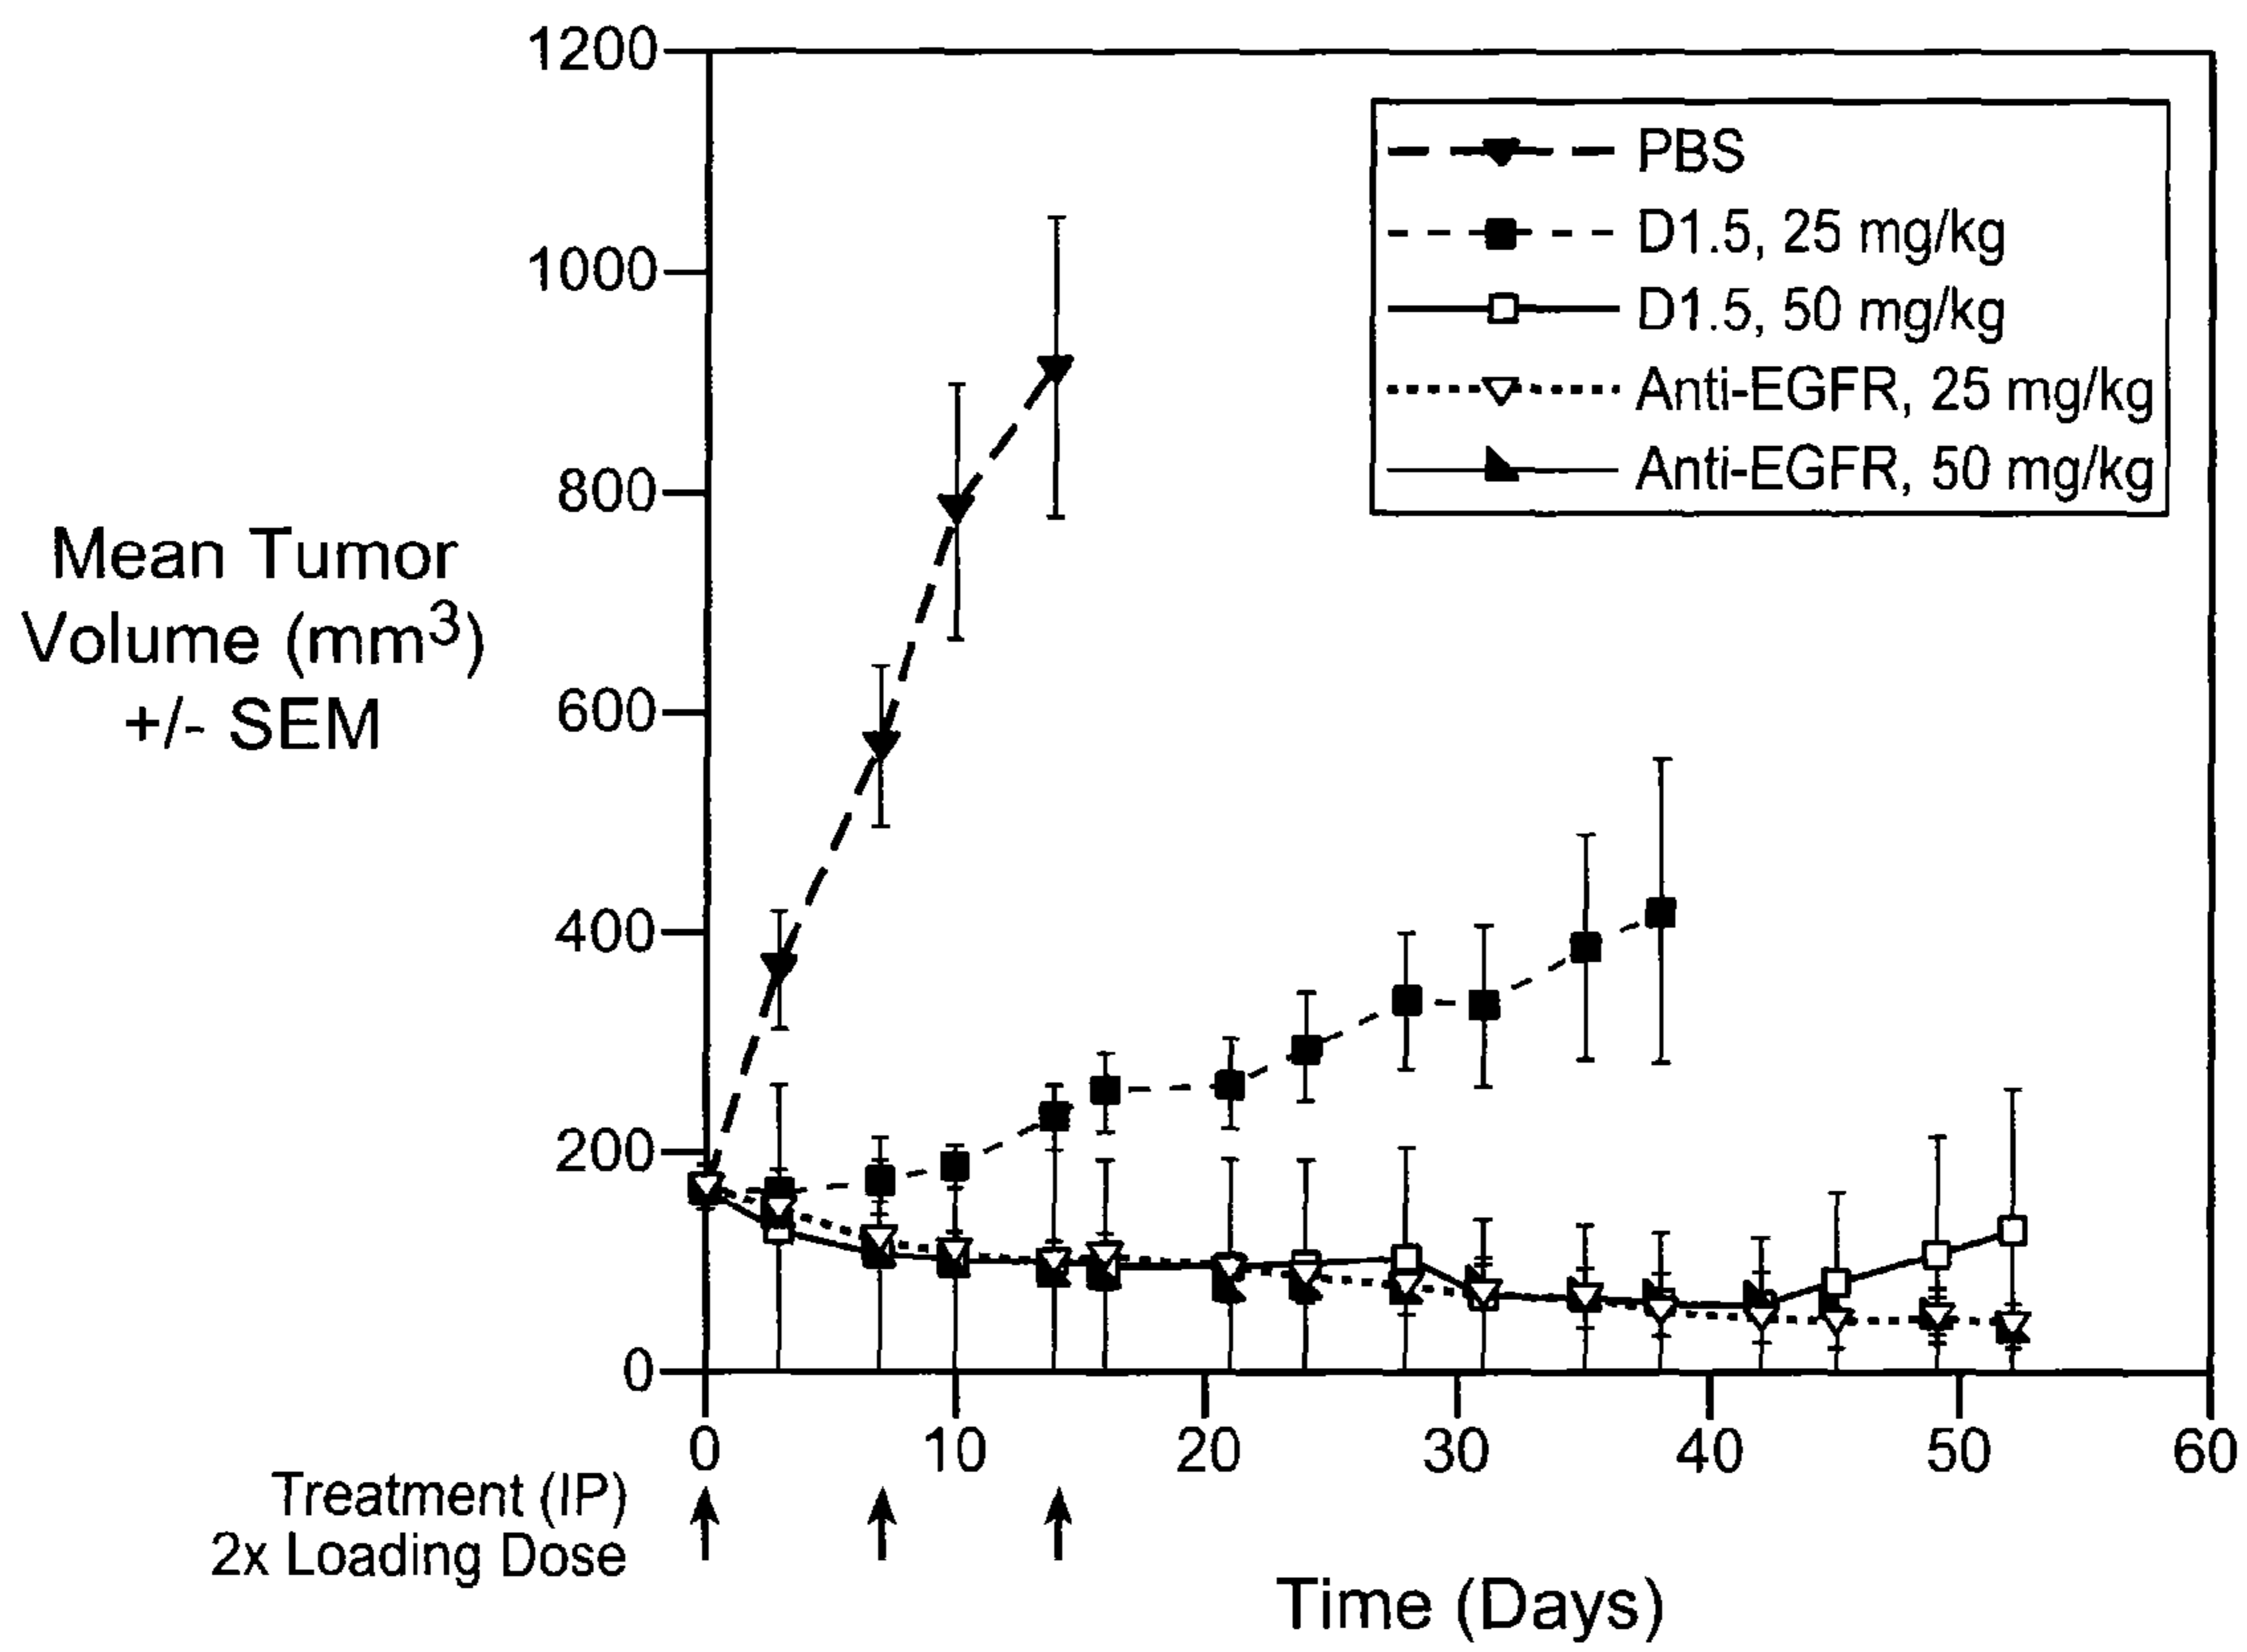 1200
1000
800
600
400
200
0
Mean Tumor
Volume (mm³)
+/- SEM
PBS
D1.5, 25 mg/kg
D1.5, 50 mg/kg
Anti-EGFR, 25 mg/kg
Anti-EGFR, 50 mg/kg
0 10 20 30 40 50 60
Treatment (IP)
2x Loading Dose
Time (Days)